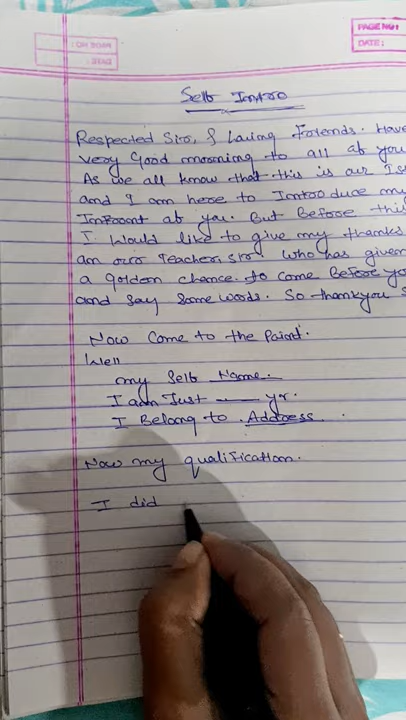 PAGE NO:
DATE:
Self Intro
Respected Sir, & Loving Friends. Have
very Good morning to all of you
As we all know that this is our 1st
and I am here to Introduce my
InFroont of you. But Before this
I would like to give my thanks
an our Teacher, sir. Who has given
a golden chance to come Before yo
and say some words. So thankyou s
Now Come to the Point.
Well
my Self Name.
I am Just —— yr.
I Belong to Address.
Now my qualification.
I did